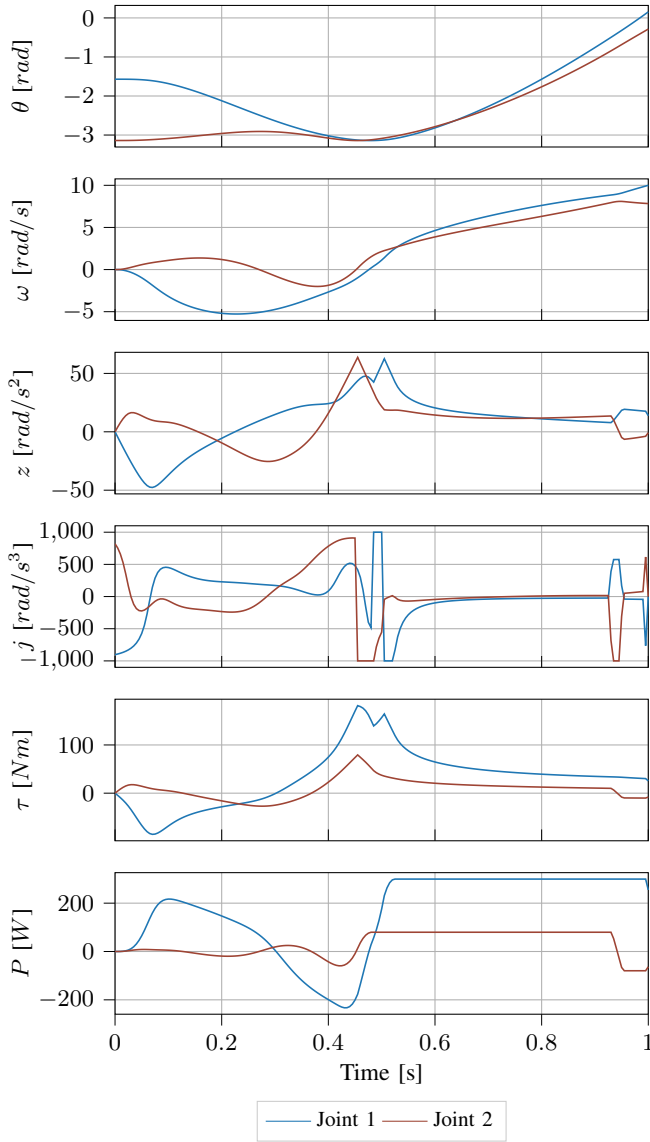 0
−1
−2
−3
θ [rad]
10
5
0
−5
ω [rad/s]
50
0
−50
z [rad/s²]
1,000
500
0
−500
−1,000
j [rad/s³]
100
0
τ [Nm]
200
0
−200
P [W]
0 0.2 0.4 0.6 0.8 1
Time [s]
Joint 1 Joint 2